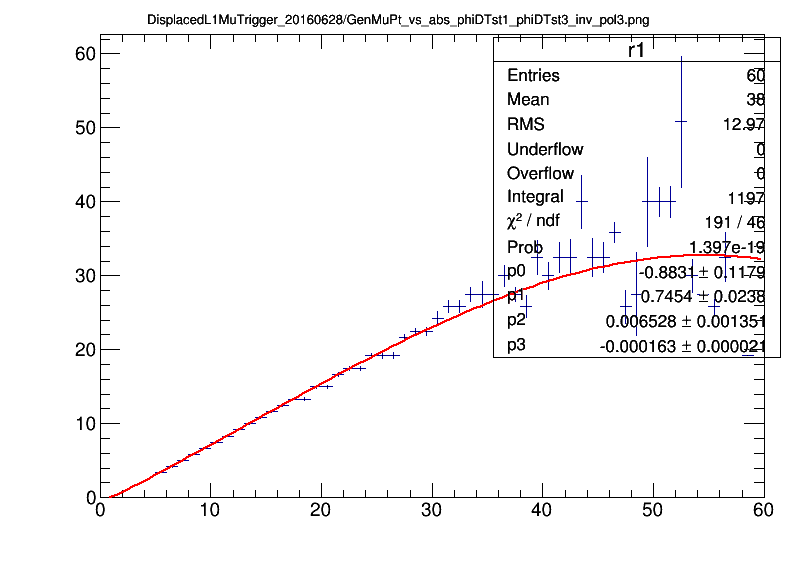 DisplacedL1MuTrigger_20160628/GenMuPt_vs_abs_phiDTst1_phiDTst3_inv_pol3.png
r1
Entries 60
Mean 38
RMS 12.97
Underflow 0
Overflow 0
Integral 1197
χ² / ndf 191 / 46
Prob 1.397e-19
p0 -0.8831 ± 0.1179
p1 0.7454 ± 0.0238
p2 0.006528 ± 0.001351
p3 -0.000163 ± 0.000021
60
50
40
30
20
10
0
0 10 20 30 40 50 60